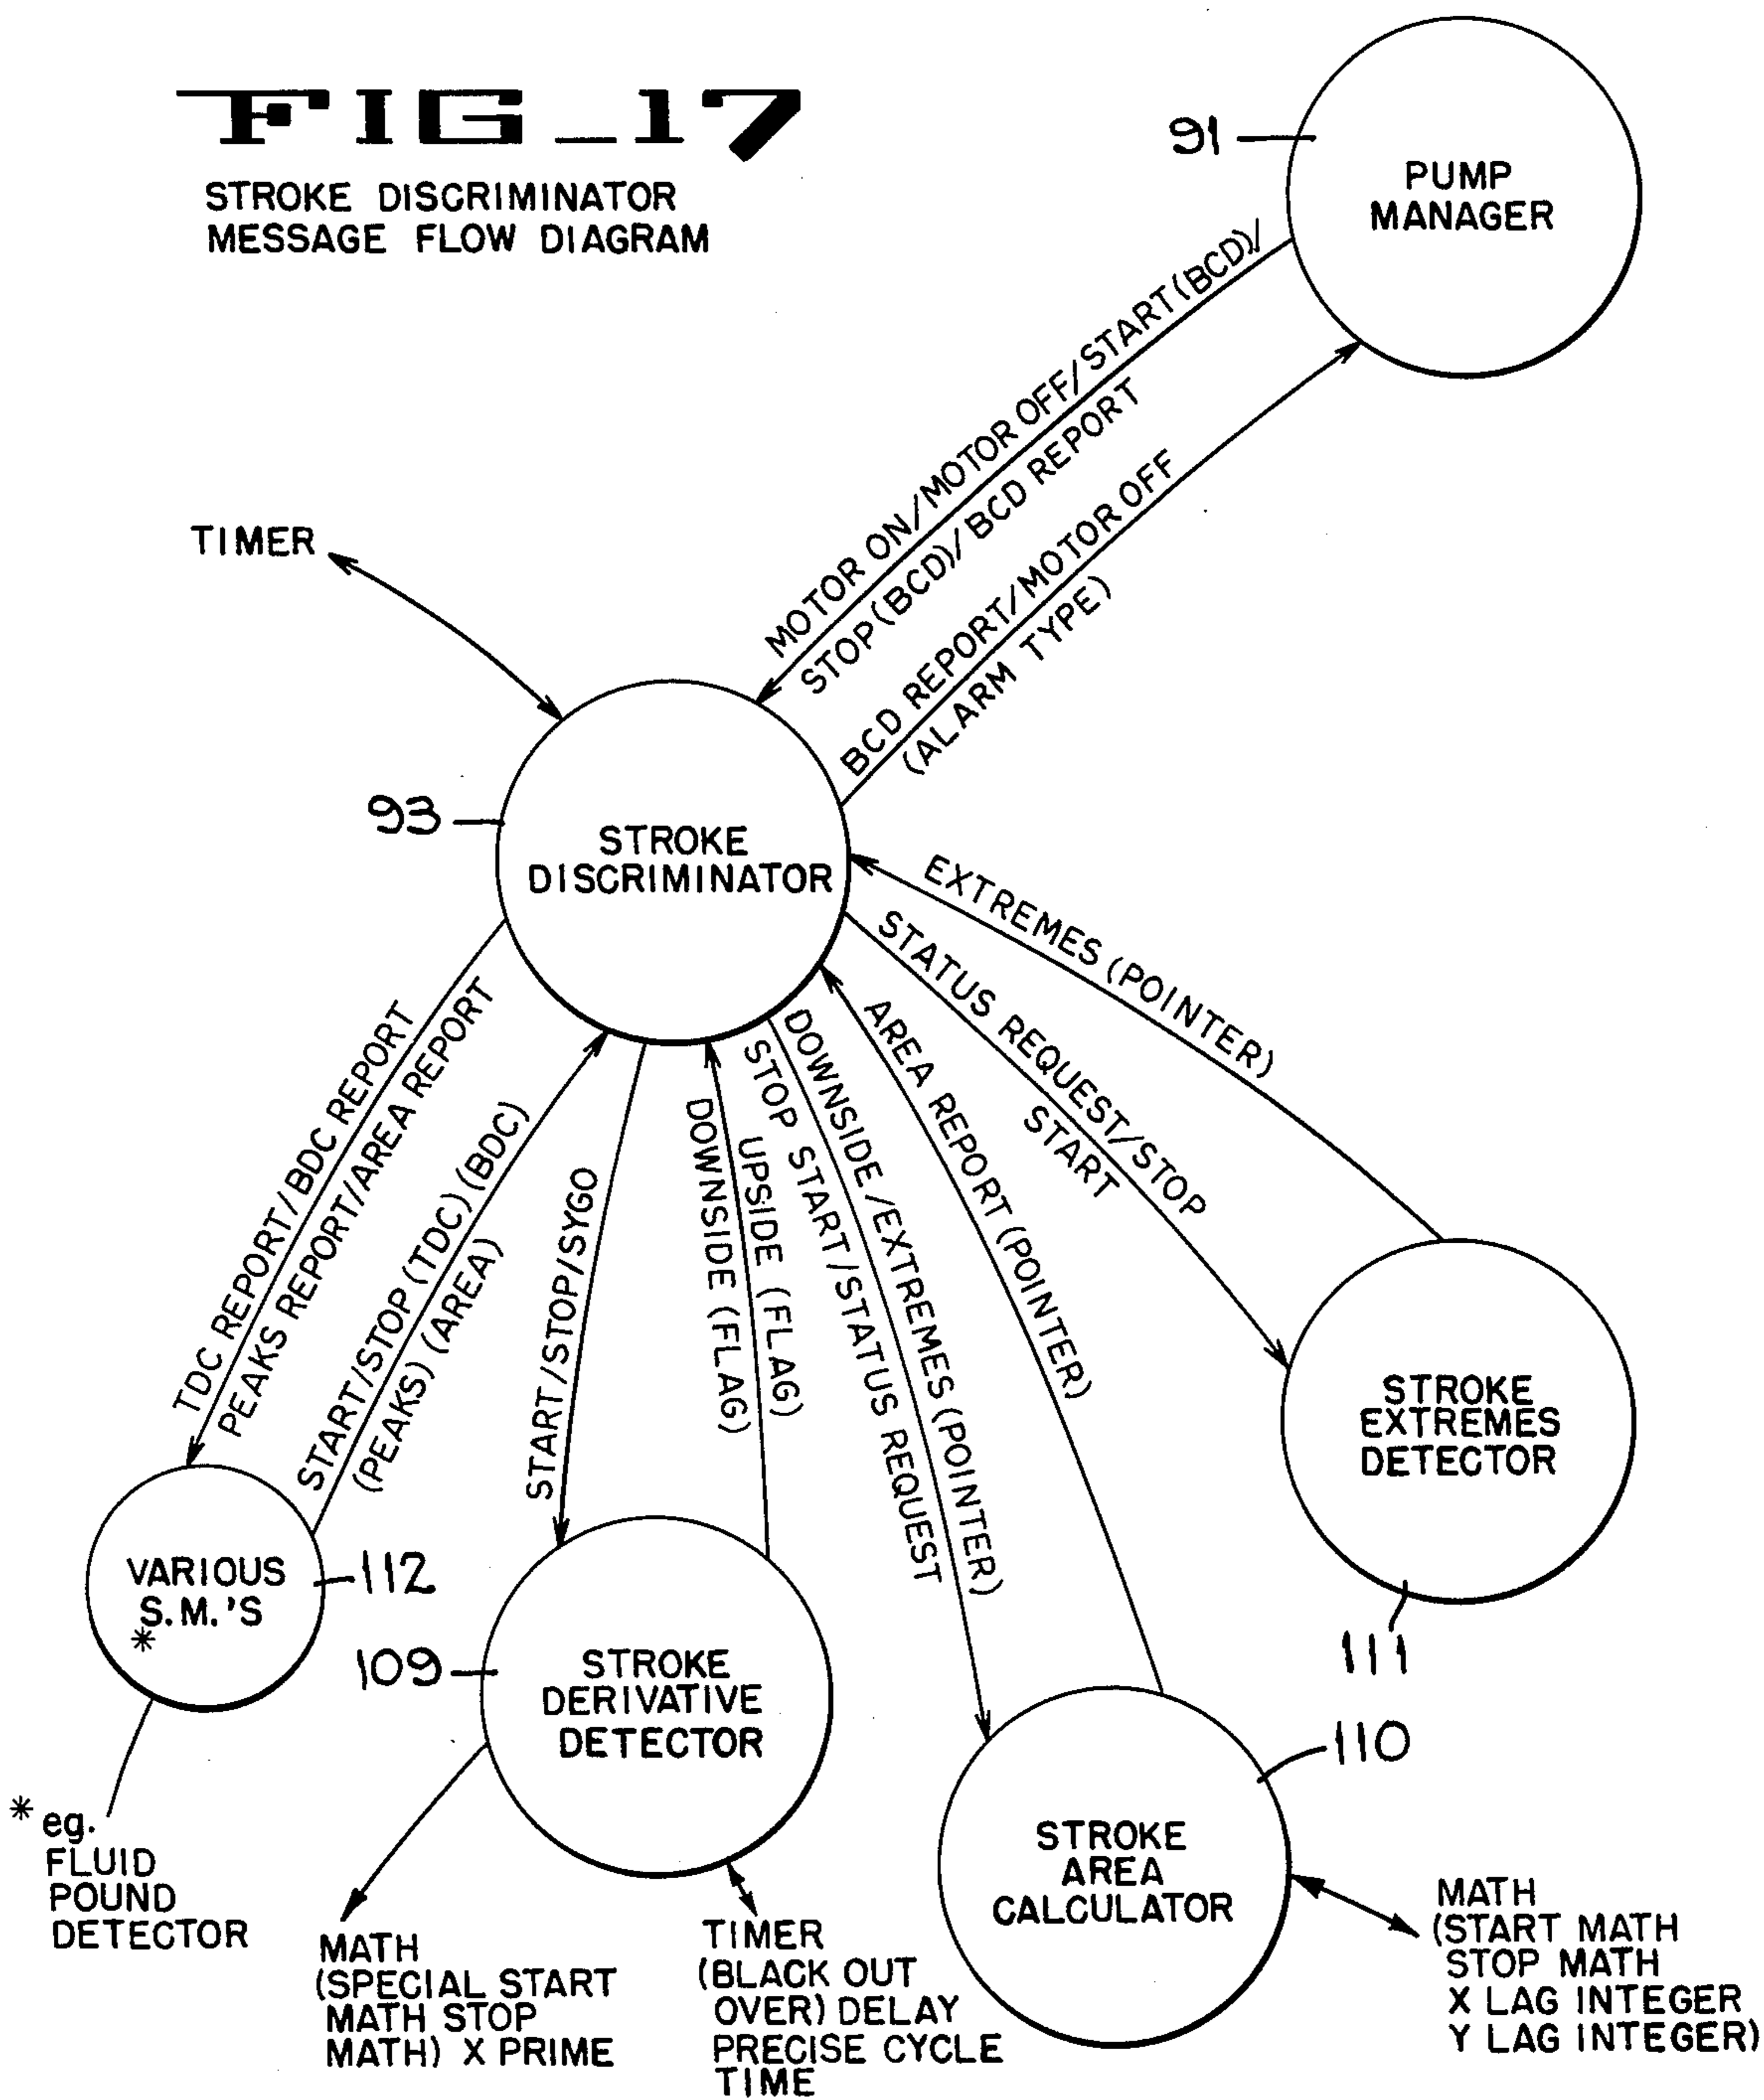 FIG_17
STROKE DISCRIMINATOR
MESSAGE FLOW DIAGRAM
91
PUMP
MANAGER
MOTOR ON/MOTOR OFF/START(BCD)/
STOP(BCD)/BCD REPORT
BCD REPORT/MOTOR OFF
(ALARM TYPE)
TIMER
93
STROKE
DISCRIMINATOR
EXTREMES (POINTER)
STATUS REQUEST/STOP
START
AREA REPORT (POINTER)
DOWNSIDE/EXTREMES (POINTER)
STOP START/STATUS REQUEST
UPSIDE (FLAG)
DOWNSIDE (FLAG)
START/STOP/SYGO
TDC REPORT/BDC REPORT
PEAKS REPORT/AREA REPORT
START/STOP (TDC) (BDC)
(PEAKS) (AREA)
STROKE
EXTREMES
DETECTOR
111
VARIOUS
S.M.'S
*
112
109
STROKE
DERIVATIVE
DETECTOR
110
STROKE
AREA
CALCULATOR
* eg.
FLUID
POUND
DETECTOR
MATH
(SPECIAL START
MATH STOP
MATH) X PRIME
TIMER
(BLACK OUT
OVER) DELAY
PRECISE CYCLE
TIME
MATH
(START MATH
STOP MATH
X LAG INTEGER
Y LAG INTEGER)